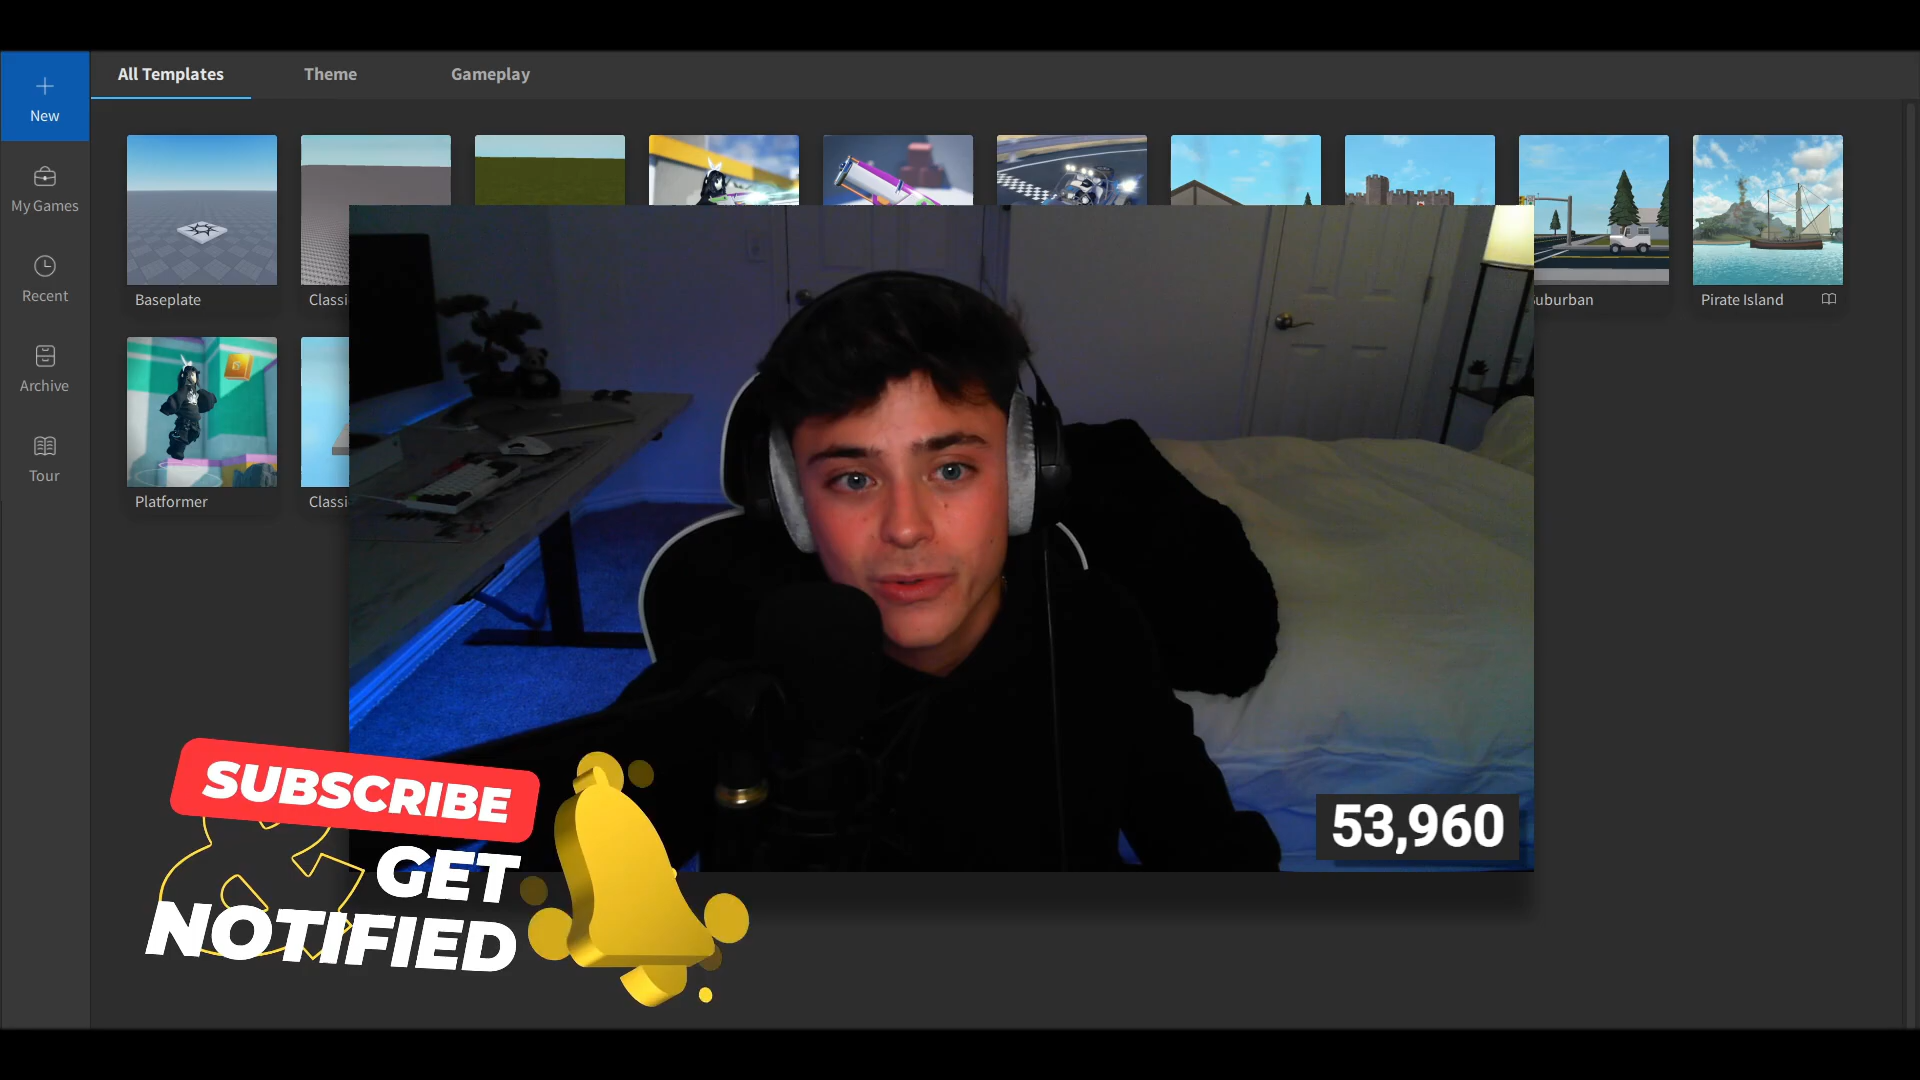 All Templates
Theme
Gameplay
New
My Games
Recent
Archive
Tour
Baseplate
Classi
uburban
Pirate Island
Platformer
Classi
SUBSCRIBE
GET
NOTIFIED
53,960